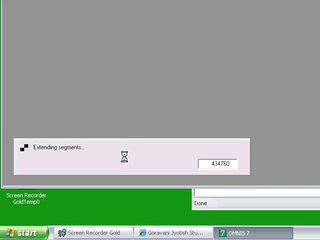 Extending segments...
434760
Screen Recorder
GoldTemp0
Done
start
Screen Recorder Gold
Goravani Jyotish Stu...
OMNIS 7